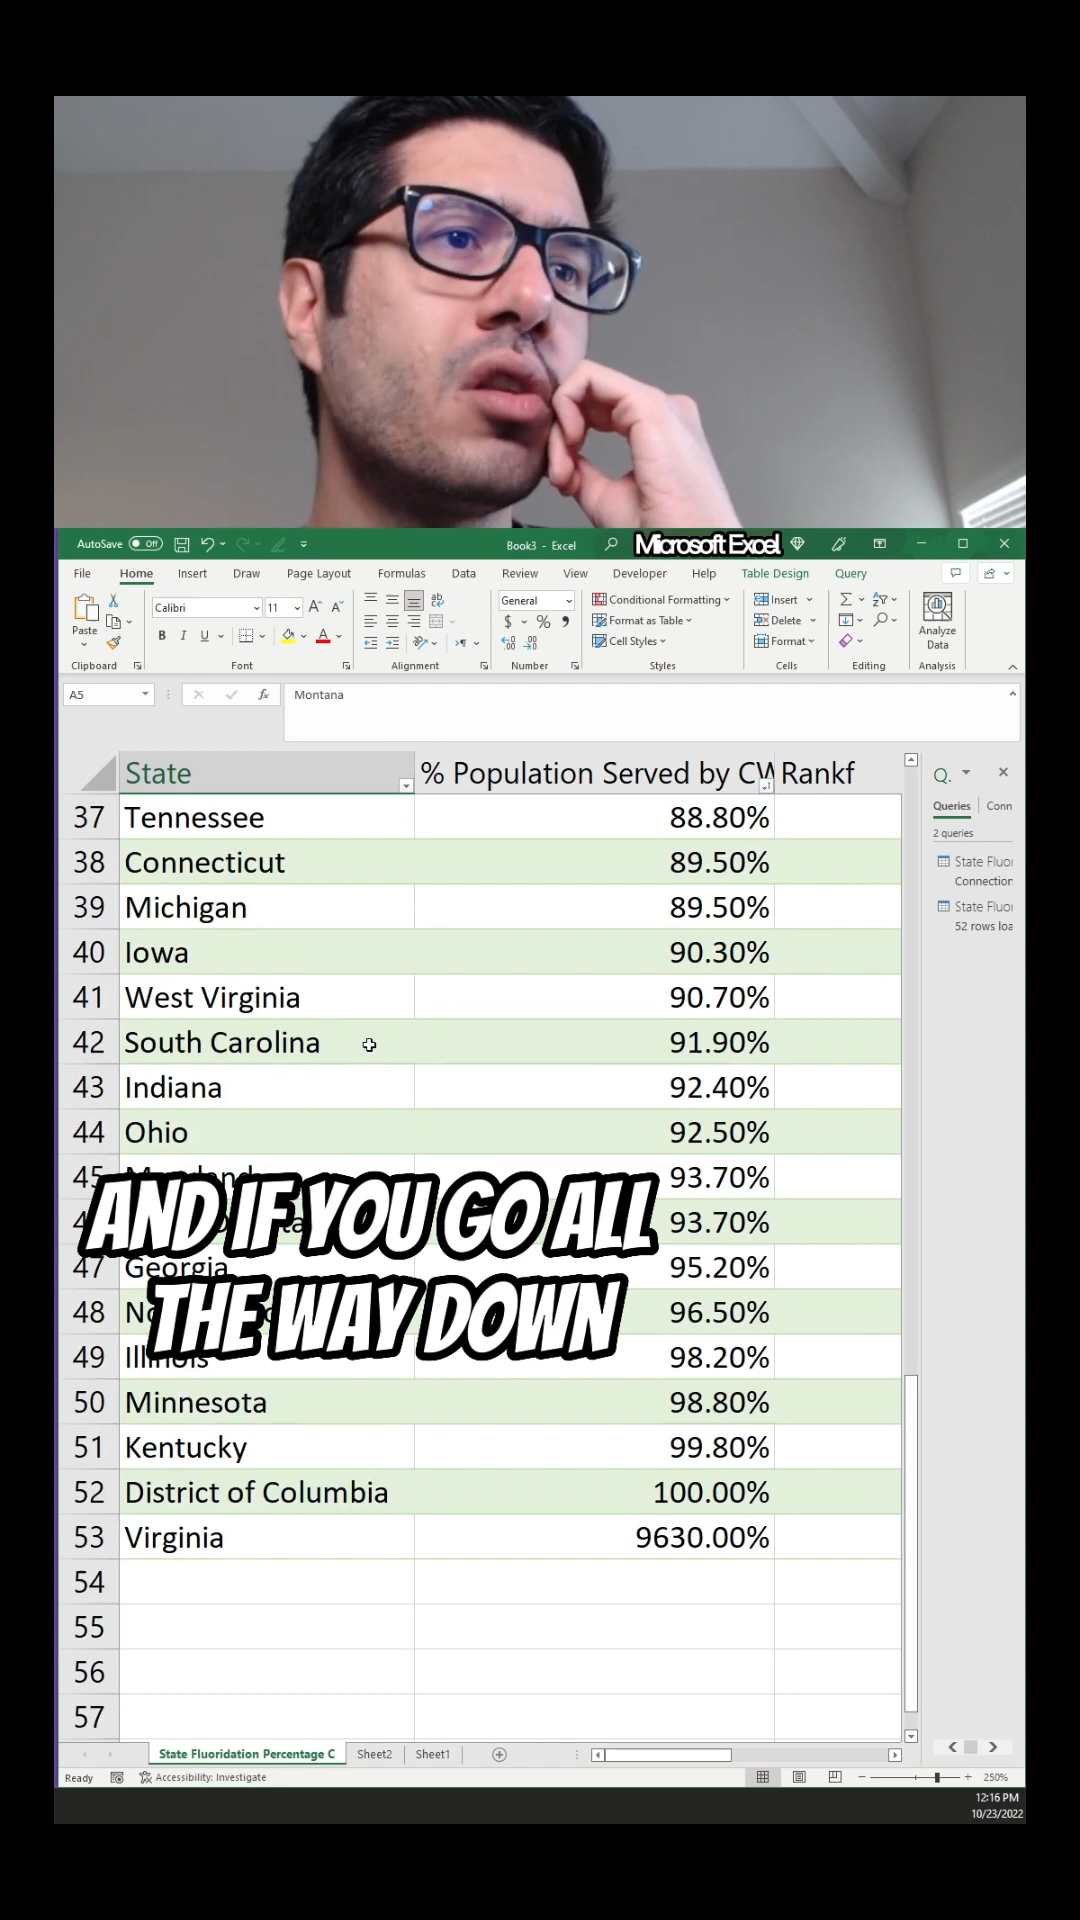 AutoSave Off Book3 - Excel Microsoft Excel
File Home Insert Draw Page Layout Formulas Data Review View Developer Help Table Design Query
Calibri 11 General Conditional Formatting Insert
Paste Format as Table Delete Analyze
B I U $ % , Cell Styles Format Data
Clipboard Font Alignment Number Styles Cells Editing Analysis
A5 fx Montana
State % Population Served by CW Rankf
37 Tennessee 88.80%
38 Connecticut 89.50%
39 Michigan 89.50%
40 Iowa 90.30%
41 West Virginia 90.70%
42 South Carolina 91.90%
43 Indiana 92.40%
44 Ohio 92.50%
45 93.70%
AND IF YOU GO ALL
93.70%
47 Georgia 95.20%
THE WAY DOWN
48 96.50%
49 Illinois 98.20%
50 Minnesota 98.80%
51 Kentucky 99.80%
52 District of Columbia 100.00%
53 Virginia 9630.00%
54
55
56
57
Q.
Queries Conn
2 queries
State Fluor
Connection
State Fluor
52 rows loa
State Fluoridation Percentage C Sheet2 Sheet1
Ready Accessibility: Investigate 250%
12:16 PM
10/23/2022